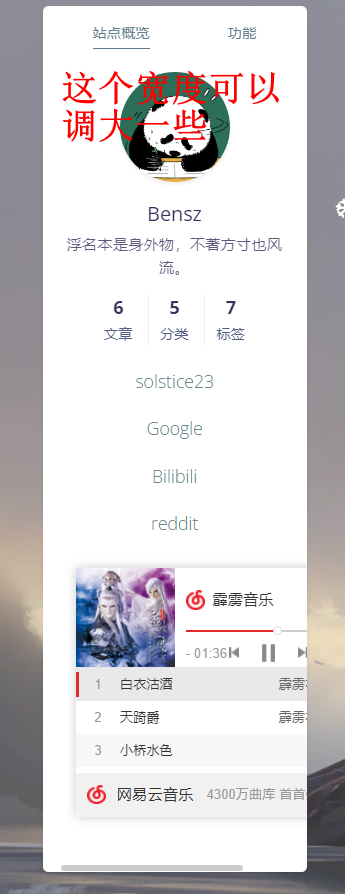 站点概览 功能
这个宽度可以
调大一些
Bensz
浮名本是身外物，不著方寸也风
流。
6 5 7
文章 分类 标签
solstice23
Google
Bilibili
reddit
霹雳音乐
- 01:36
1 白衣沽酒 霹雳
2 天踦爵 霹雳
3 小桥水色
网易云音乐 4300万曲库 首首